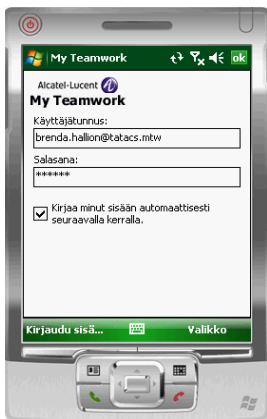 My Teamwork
ok
Alcatel-Lucent
My Teamwork
Käyttäjätunnus:
brenda.hallion@tatacs.mtw
Salasana:
******
Kirjaa minut sisään automaattisesti
seuraavalla kerralla.
Kirjaudu sisä... Valikko